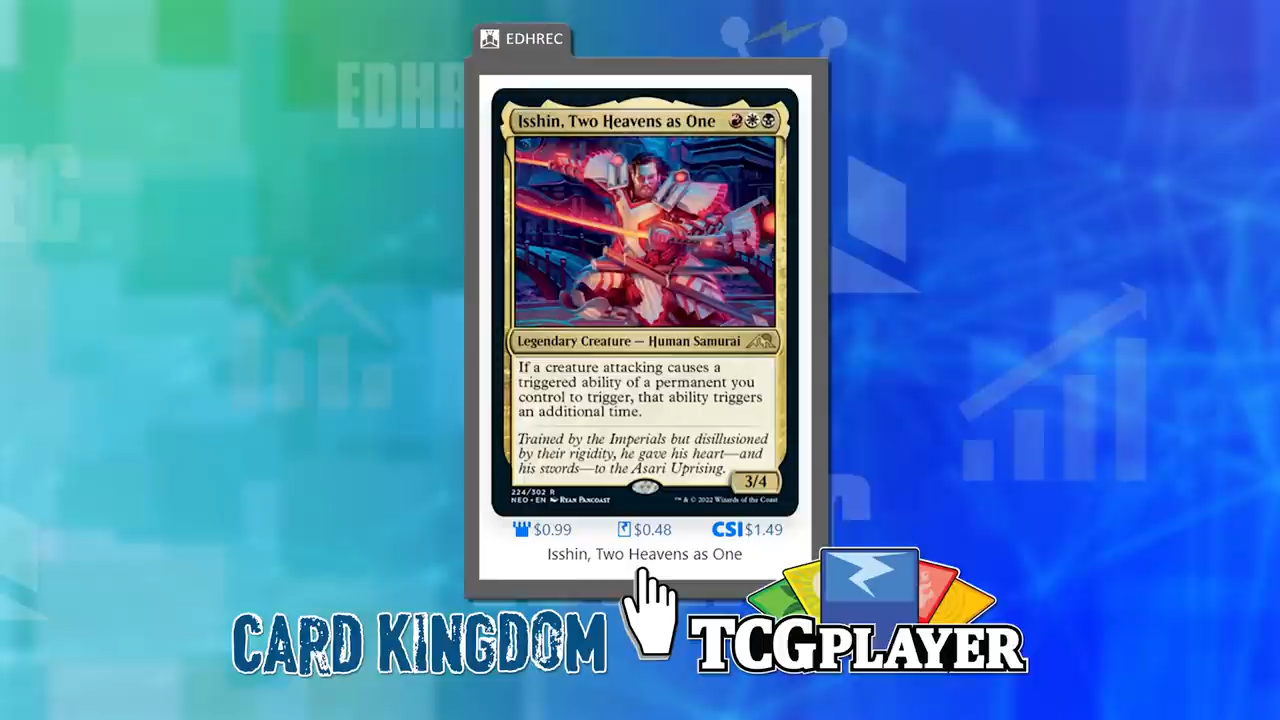 EDHREC
EDHR
EC
Isshin, Two Heavens as One
Legendary Creature — Human Samurai
If a creature attacking causes a
triggered ability of a permanent you
control to trigger, that ability triggers
an additional time.
Trained by the Imperials but disillusioned
by their rigidity, he gave his heart—and
his swords—to the Asari Uprising.
3/4
224/302 R
NEO • EN Ryan Pancoast
™ & © 2022 Wizards of the Coast
$0.99 $0.48 CSI $1.49
Isshin, Two Heavens as One
CARD KINGDOM
TCGPLAYER